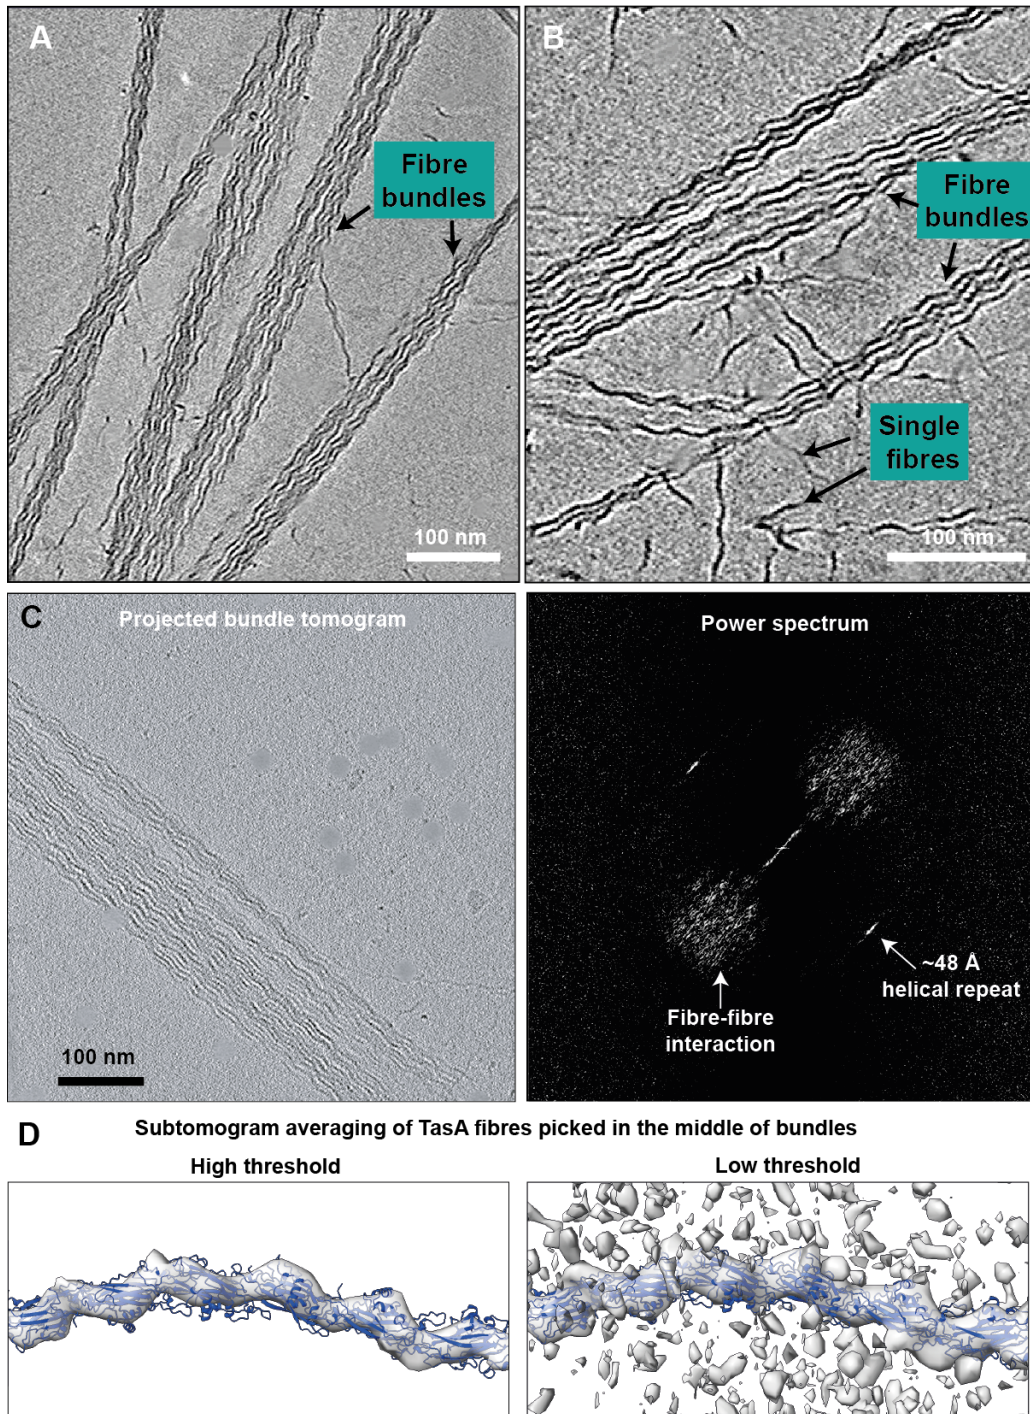 A
Fibre
bundles
100 nm
B
Fibre
bundles
Single
fibres
100 nm
C
Projected bundle tomogram
100 nm
Power spectrum
~48 Å
helical repeat
Fibre-fibre
interaction
D
Subtomogram averaging of TasA fibres picked in the middle of bundles
High threshold
Low threshold